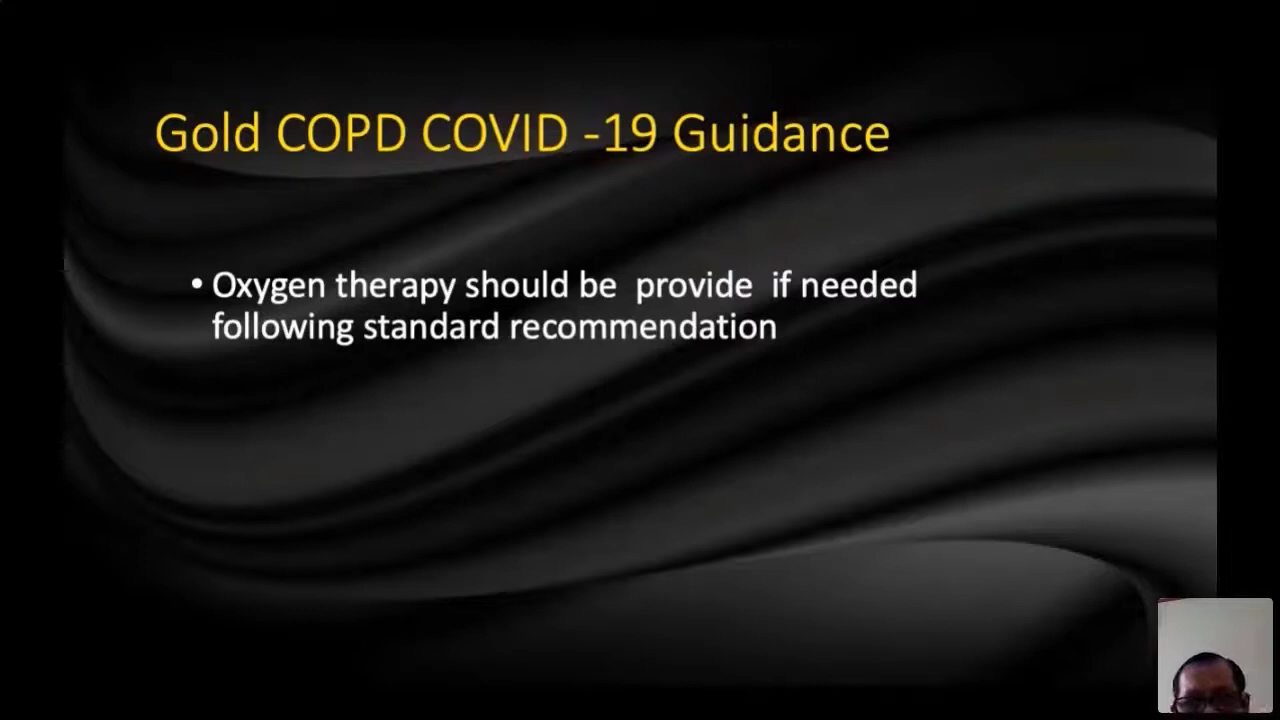 Gold COPD COVID -19 Guidance
• Oxygen therapy should be  provide  if needed
following standard recommendation